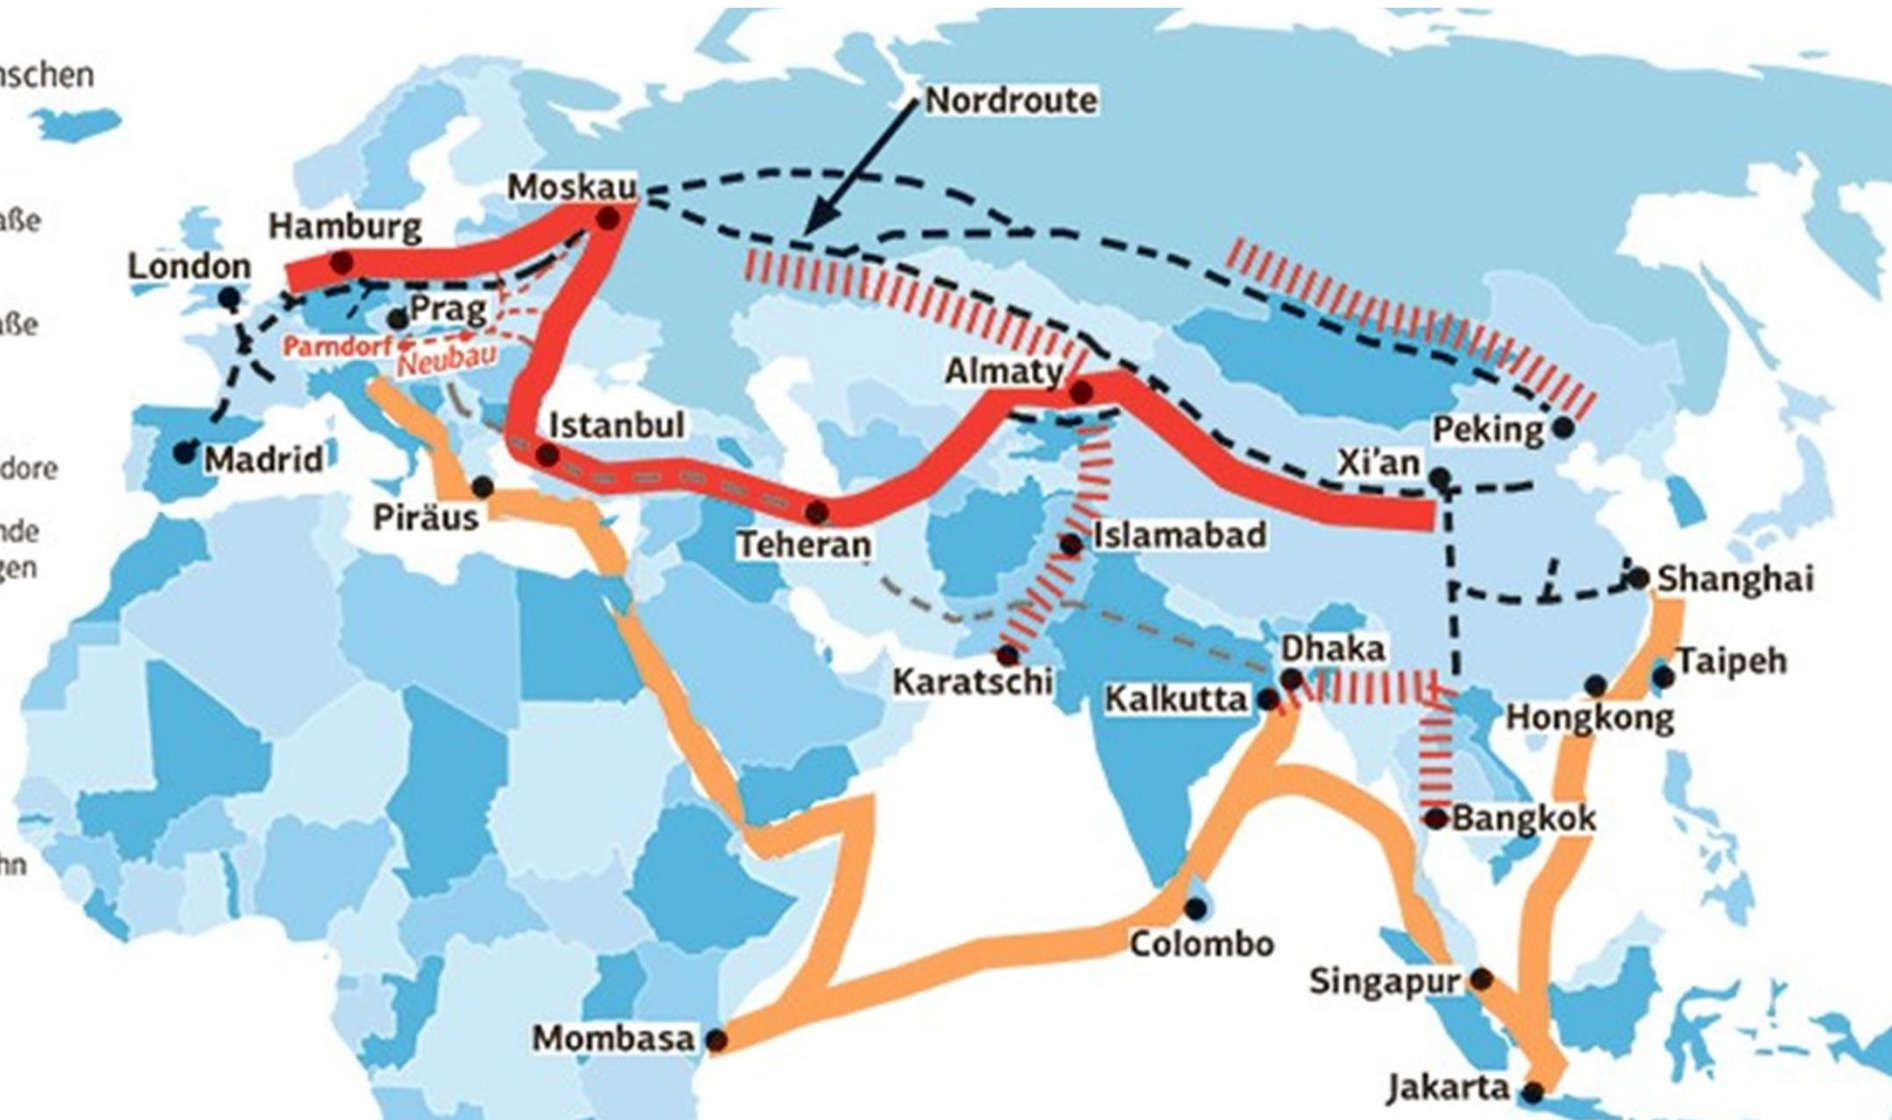 nschen
aße
aße
dore
nde
gen
hn
Nordroute
Moskau
Hamburg
London
Prag
Parndorf
Neubau
Almaty
Istanbul
Madrid
Peking
Xi'an
Piräus
Teheran
Islamabad
Shanghai
Dhaka
Taipeh
Karatschi
Kalkutta
Hongkong
Bangkok
Colombo
Singapur
Mombasa
Jakarta